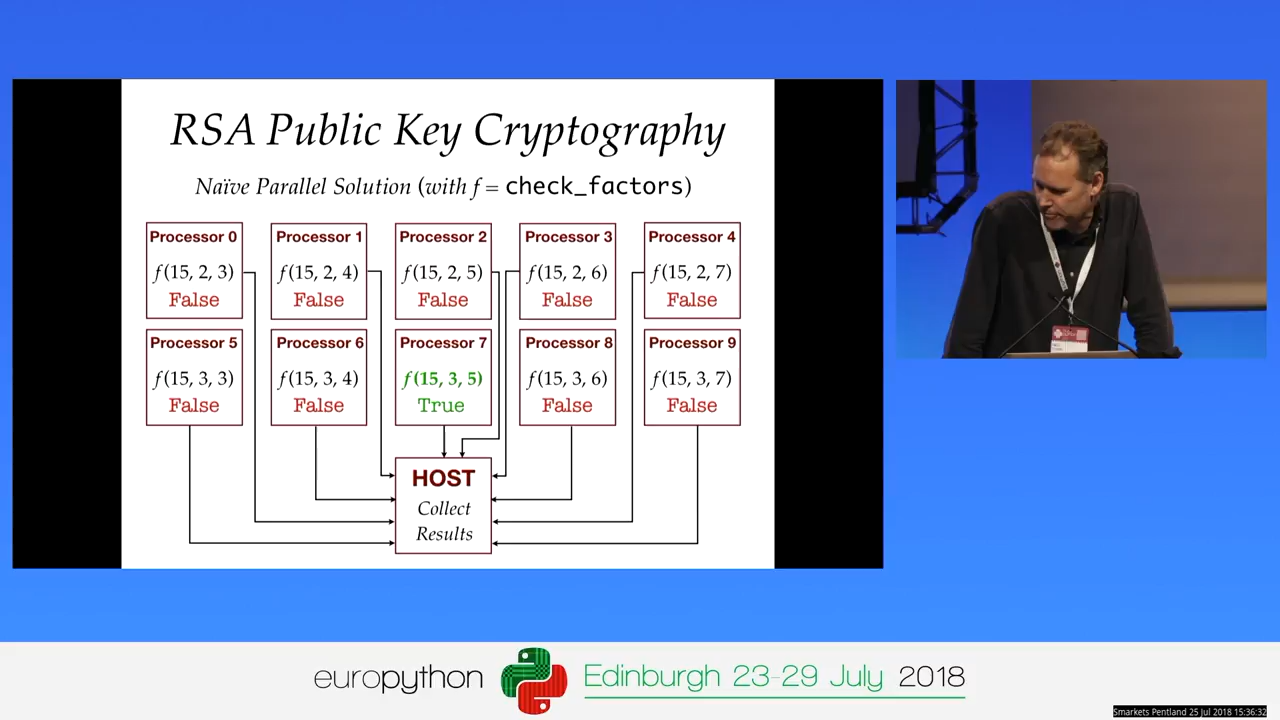 RSA Public Key Cryptography
Naïve Parallel Solution (with f = check_factors)
Processor 0
f(15, 2, 3)
False
Processor 1
f(15, 2, 4)
False
Processor 2
f(15, 2, 5)
False
Processor 3
f(15, 2, 6)
False
Processor 4
f(15, 2, 7)
False
Processor 5
f(15, 3, 3)
False
Processor 6
f(15, 3, 4)
False
Processor 7
f(15, 3, 5)
True
Processor 8
f(15, 3, 6)
False
Processor 9
f(15, 3, 7)
False
HOST
Collect
Results
europython
Edinburgh 23-29 July 2018
Smarkets Pentland 25 Jul 2018 15:36:32